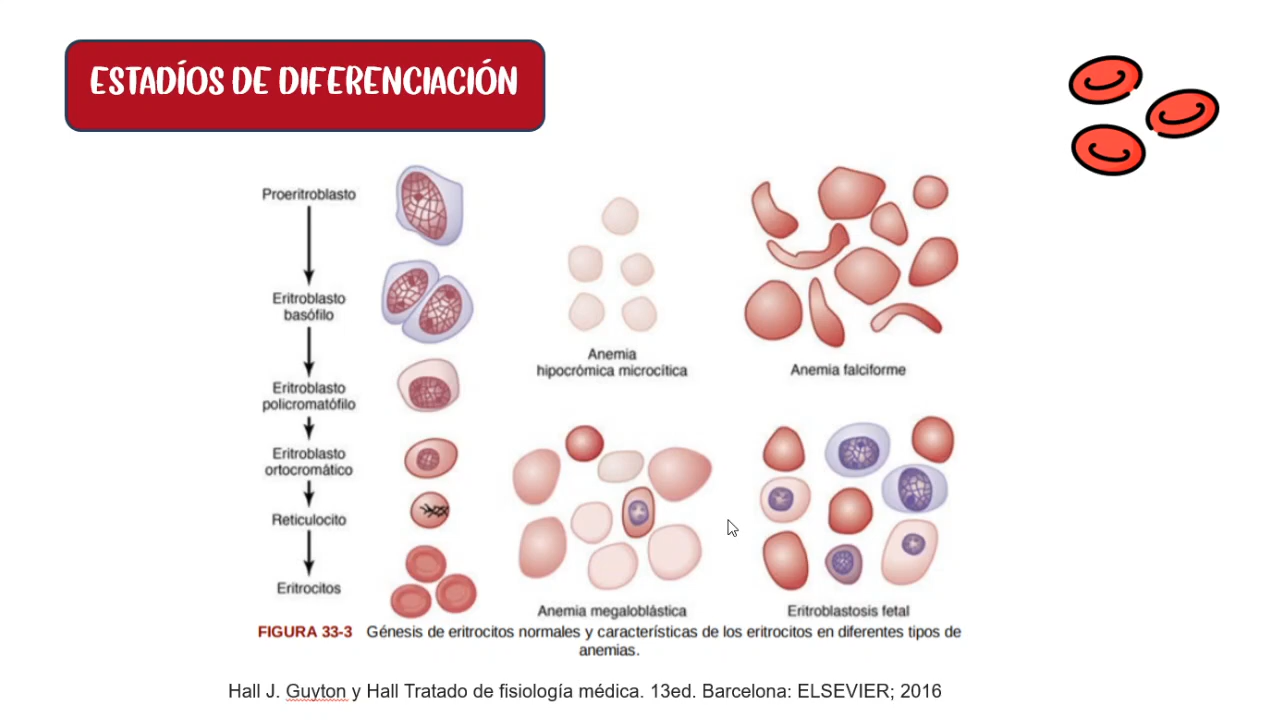 ESTADÍOS DE DIFERENCIACIÓN
Proeritroblasto
Eritroblasto
basófilo
Eritroblasto
policromatófilo
Eritroblasto
ortocromático
Reticulocito
Eritrocitos
Anemia
hipocrómica microcítica
Anemia falciforme
Anemia megaloblástica
Eritroblastosis fetal
FIGURA 33-3 Génesis de eritrocitos normales y características de los eritrocitos en diferentes tipos de
anemias.
Hall J. Guyton y Hall Tratado de fisiología médica. 13ed. Barcelona: ELSEVIER; 2016